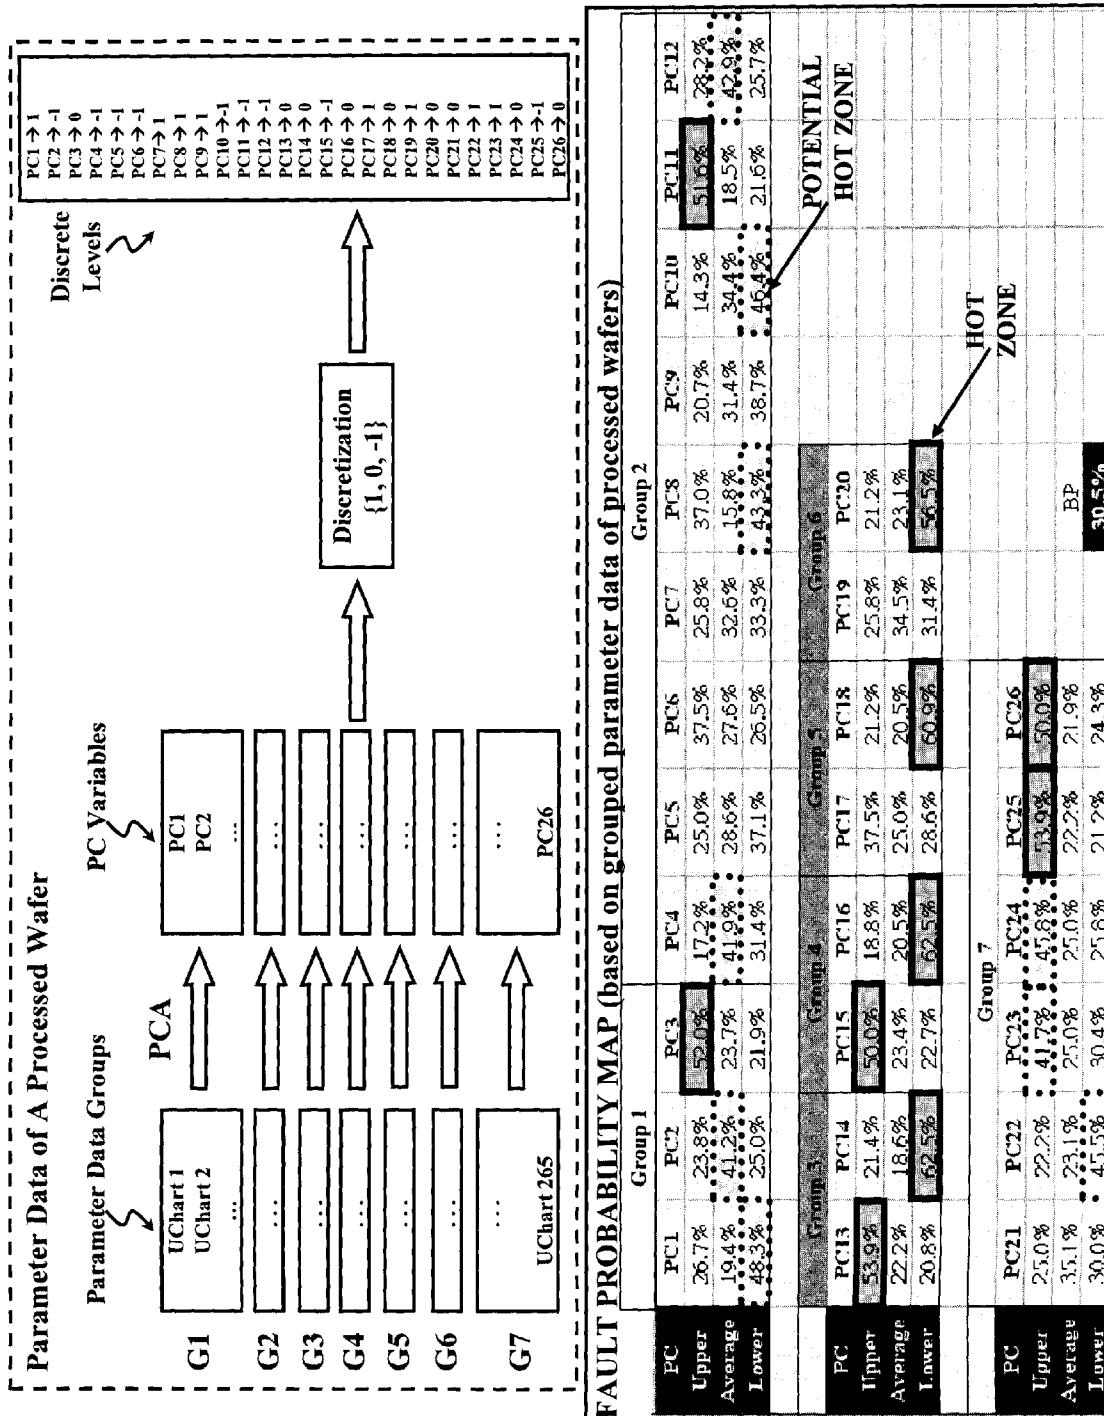 Parameter Data of A Processed Wafer
Parameter Data Groups
PC Variables
Discrete Levels
PCA
G1
G2
G3
G4
G5
G6
G7
UChart 1
UChart 2
...
...
...
...
...
...
...
UChart 265
PC1
PC2
...
...
...
...
...
...
...
PC26
Discretization
{1, 0, -1}
PC1→1
PC2→-1
PC3→0
PC4→-1
PC5→-1
PC6→-1
PC7→1
PC8→1
PC9→1
PC10→-1
PC11→-1
PC12→-1
PC13→0
PC14→0
PC15→-1
PC16→0
PC17→1
PC18→0
PC19→1
PC20→0
PC21→0
PC22→1
PC23→1
PC24→0
PC25→-1
PC26→0
FAULT PROBABILITY MAP (based on grouped parameter data of processed wafers)
Group 1 Group 2
PC PC1 PC2 PC3 PC4 PC5 PC6 PC7 PC8 PC9 PC10 PC11 PC12
Upper 26.7% 23.8% 52.0% 17.2% 25.0% 37.5% 25.8% 37.0% 20.7% 14.3% 51.6% 28.2%
Average 19.4% 41.2% 23.7% 41.9% 28.6% 27.6% 32.6% 15.8% 31.4% 34.4% 18.5% 42.9%
Lower 48.3% 25.0% 21.9% 31.4% 37.1% 26.5% 33.3% 43.3% 38.7% 46.4% 21.6% 25.7%
POTENTIAL
HOT ZONE
Group 3 Group 4 Group 5 Group 6
PC PC13 PC14 PC15 PC16 PC17 PC18 PC19 PC20
Upper 53.9% 21.4% 50.0% 18.8% 37.5% 21.2% 25.8% 21.2%
Average 22.2% 18.6% 23.4% 20.5% 25.0% 20.5% 34.5% 23.1%
Lower 20.8% 62.5% 22.7% 62.5% 28.6% 60.9% 31.4% 56.5%
HOT
ZONE
Group 7
PC PC21 PC22 PC23 PC24 PC25 PC26
Upper 25.0% 22.2% 41.7% 45.8% 53.9% 50.0%
Average 35.1% 23.1% 25.0% 25.0% 22.2% 21.9% BP
Lower 30.0% 45.5% 30.4% 25.8% 21.2% 24.3% 30.5%